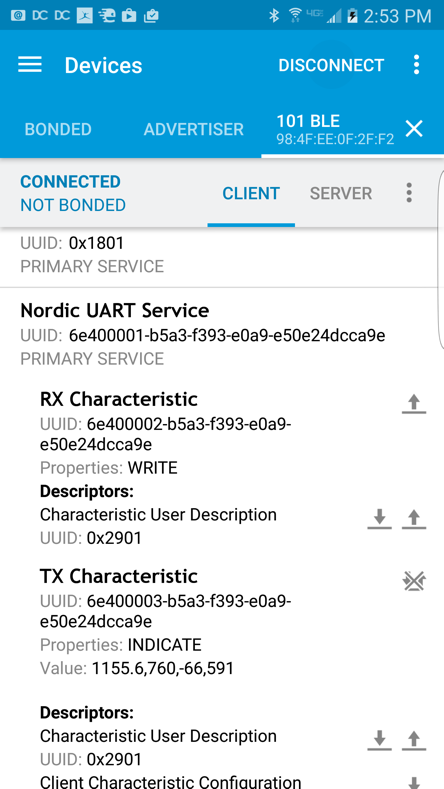 DC DC 4G 2:53 PM
Devices DISCONNECT
BONDED ADVERTISER 101 BLE
98:4F:EE:0F:2F:F2
CONNECTED
NOT BONDED
CLIENT SERVER
UUID: 0x1801
PRIMARY SERVICE
Nordic UART Service
UUID: 6e400001-b5a3-f393-e0a9-e50e24dcca9e
PRIMARY SERVICE
RX Characteristic
UUID: 6e400002-b5a3-f393-e0a9-
e50e24dcca9e
Properties: WRITE
Descriptors:
Characteristic User Description
UUID: 0x2901
TX Characteristic
UUID: 6e400003-b5a3-f393-e0a9-
e50e24dcca9e
Properties: INDICATE
Value: 1155.6,760,-66,591
Descriptors:
Characteristic User Description
UUID: 0x2901
Client Characteristic Configuration